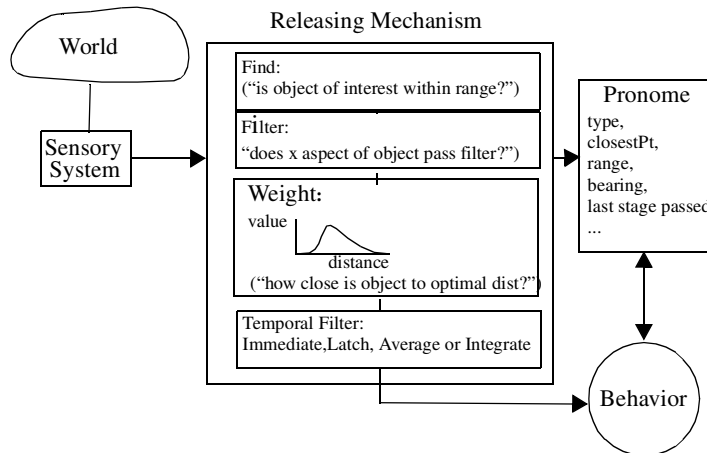 Releasing Mechanism
World
Sensory
System
Find:
(“is object of interest within range?”)
Filter:
“does x aspect of object pass filter?”)
Weight:
value
distance
(“how close is object to optimal dist?”)
Temporal Filter:
Immediate,Latch, Average or Integrate
Pronome
type,
closestPt,
range,
bearing,
last stage passed
...
Behavior